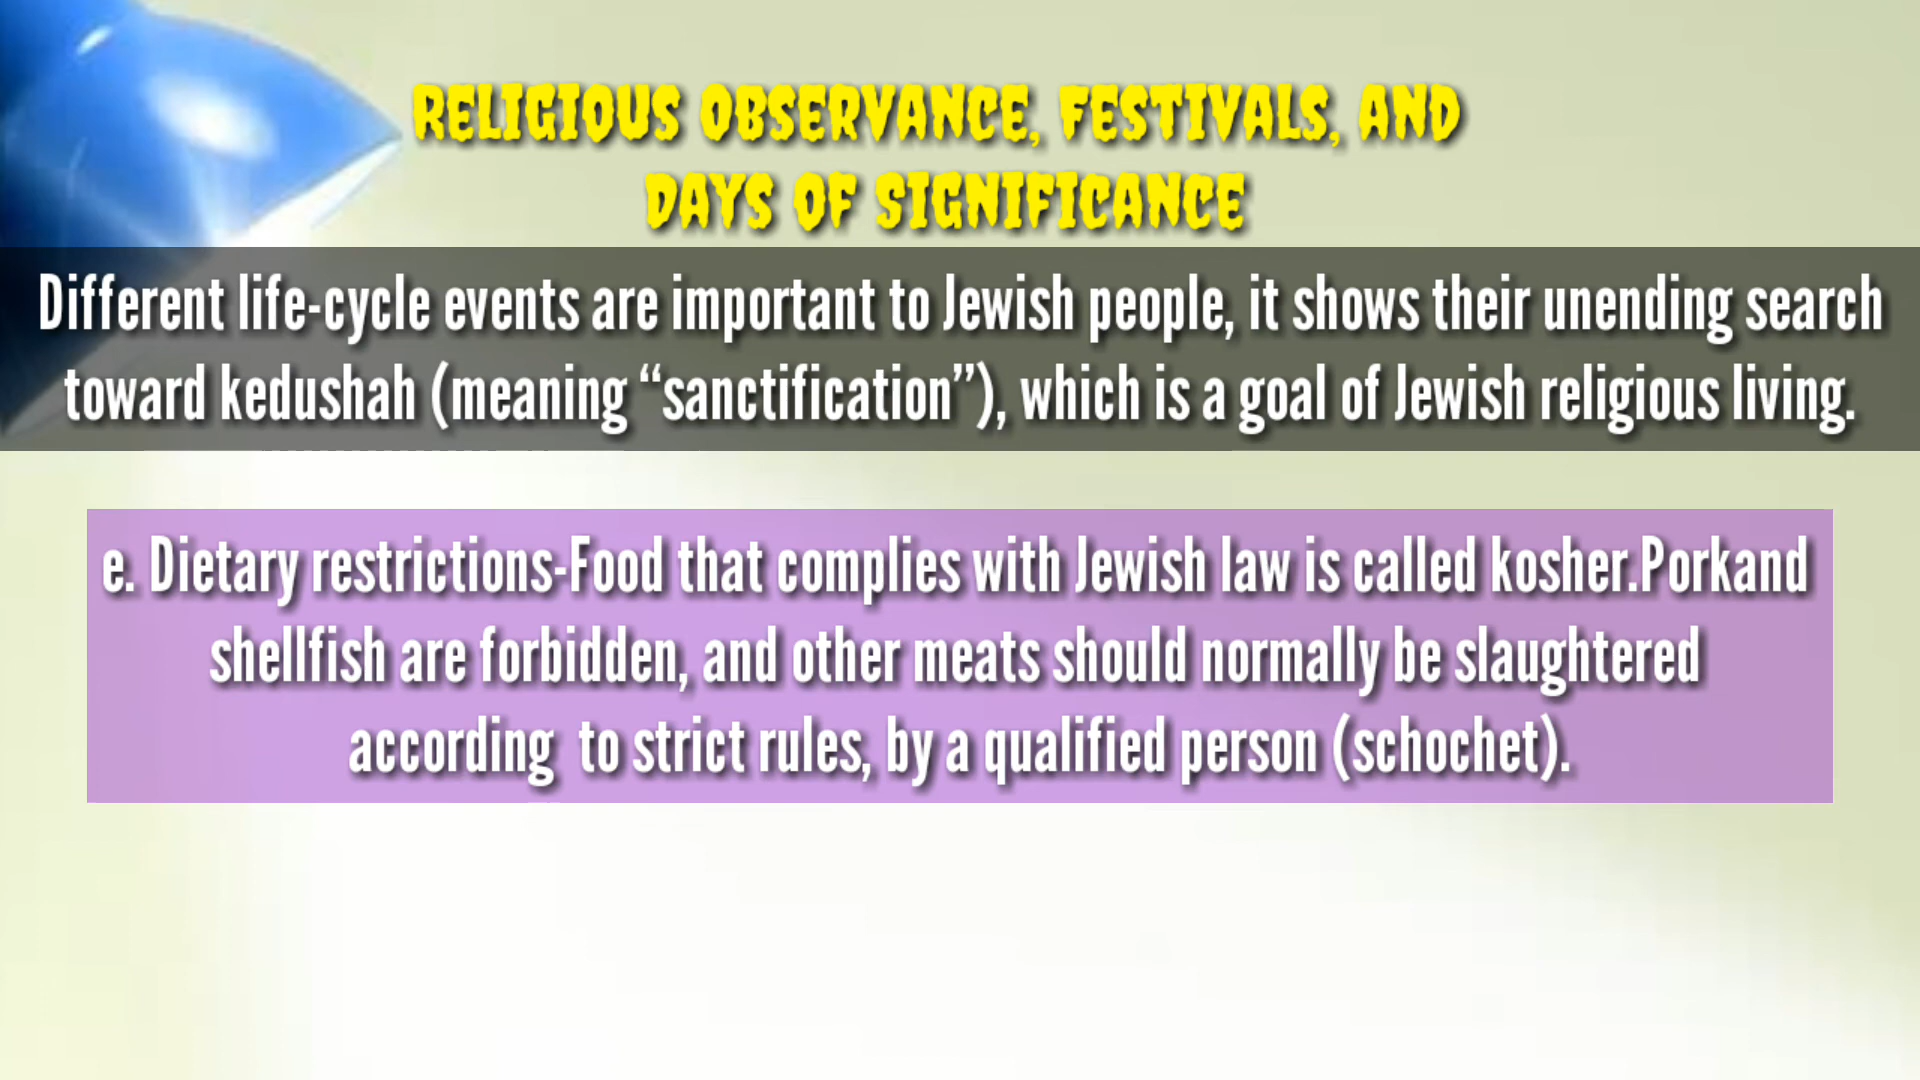 RELIGIOUS OBSERVANCE, FESTIVALS, AND
DAYS OF SIGNIFICANCE
Different life-cycle events are important to Jewish people, it shows their unending search
toward kedushah (meaning “sanctification”), which is a goal of Jewish religious living.
e. Dietary restrictions-Food that complies with Jewish law is called kosher.Porkand
shellfish are forbidden, and other meats should normally be slaughtered
according  to strict rules, by a qualified person (schochet).